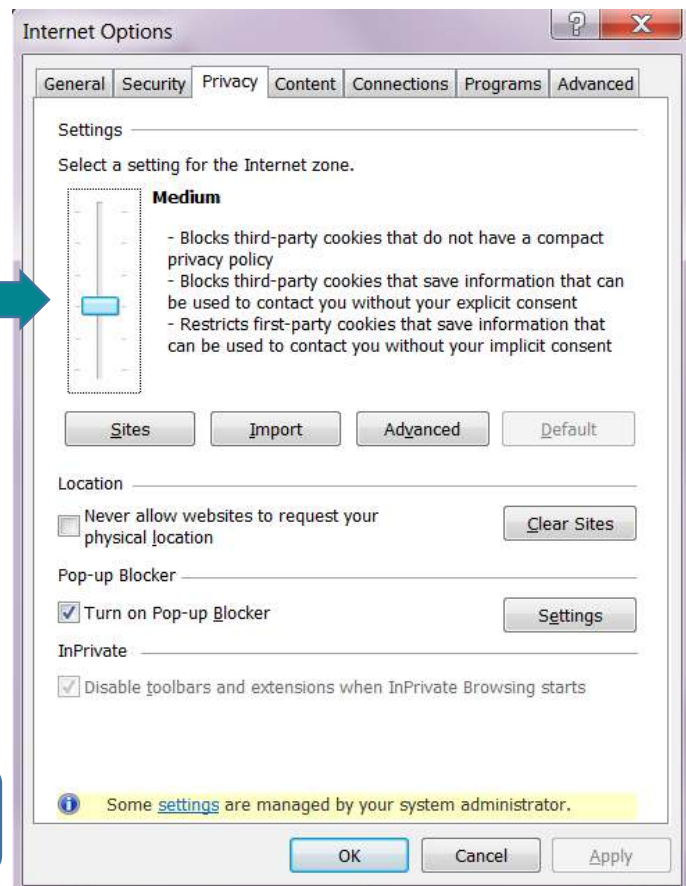 Internet Options
General Security Privacy Content Connections Programs Advanced
Settings
Select a setting for the Internet zone.
Medium
- Blocks third-party cookies that do not have a compact
privacy policy
- Blocks third-party cookies that save information that can
be used to contact you without your explicit consent
- Restricts first-party cookies that save information that
can be used to contact you without your implicit consent
Sites Import Advanced Default
Location
Never allow websites to request your
physical location
Clear Sites
Pop-up Blocker
Turn on Pop-up Blocker
Settings
InPrivate
Disable toolbars and extensions when InPrivate Browsing starts
Some settings are managed by your system administrator.
OK Cancel Apply